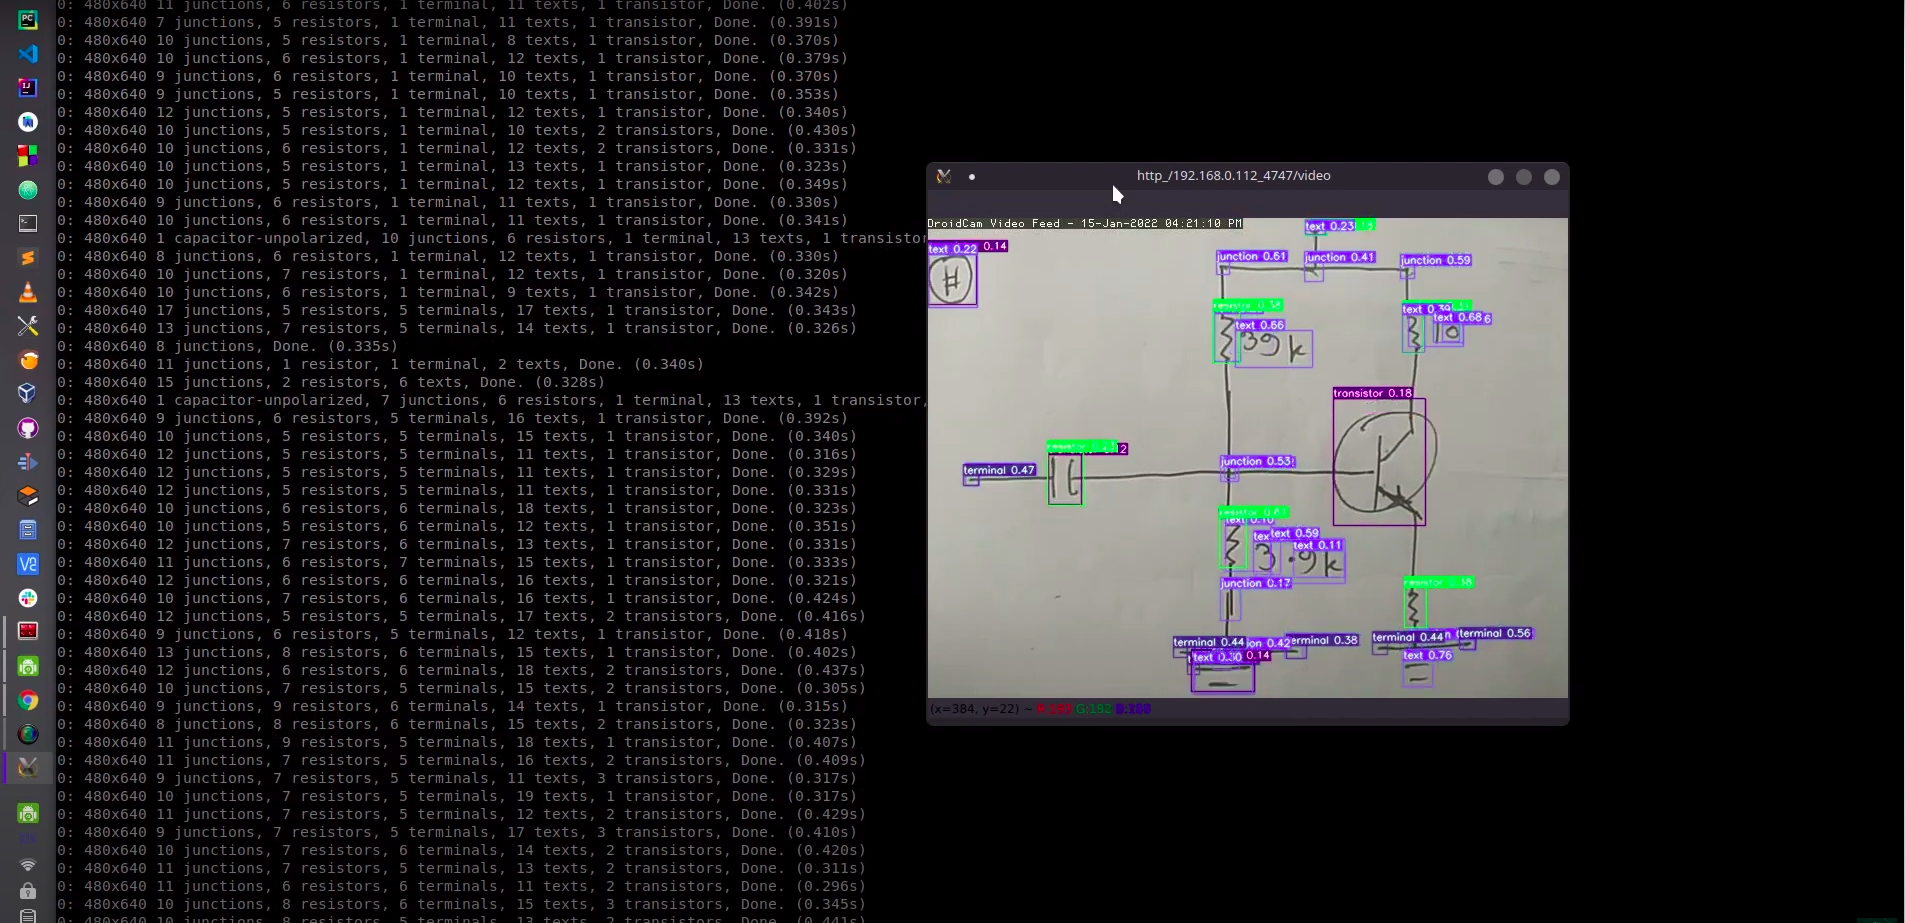 0: 480x640 11 junctions, 6 resistors, 1 terminal, 11 texts, 1 transistor, Done. (0.402s)
0: 480x640 7 junctions, 5 resistors, 1 terminal, 11 texts, 1 transistor, Done. (0.391s)
0: 480x640 10 junctions, 5 resistors, 1 terminal, 8 texts, 1 transistor, Done. (0.370s)
0: 480x640 10 junctions, 6 resistors, 1 terminal, 12 texts, 1 transistor, Done. (0.379s)
0: 480x640 9 junctions, 6 resistors, 1 terminal, 10 texts, 1 transistor, Done. (0.370s)
0: 480x640 9 junctions, 5 resistors, 1 terminal, 10 texts, 1 transistor, Done. (0.353s)
0: 480x640 12 junctions, 5 resistors, 1 terminal, 12 texts, 1 transistor, Done. (0.340s)
0: 480x640 10 junctions, 5 resistors, 1 terminal, 10 texts, 2 transistors, Done. (0.430s)
0: 480x640 10 junctions, 6 resistors, 1 terminal, 12 texts, 2 transistors, Done. (0.331s)
0: 480x640 10 junctions, 5 resistors, 1 terminal, 13 texts, 1 transistor, Done. (0.323s)
0: 480x640 10 junctions, 5 resistors, 1 terminal, 12 texts, 1 transistor, Done. (0.349s)
0: 480x640 9 junctions, 6 resistors, 1 terminal, 11 texts, 1 transistor, Done. (0.330s)
0: 480x640 10 junctions, 6 resistors, 1 terminal, 11 texts, 1 transistor, Done. (0.341s)
0: 480x640 1 capacitor-unpolarized, 10 junctions, 6 resistors, 1 terminal, 13 texts, 1 transistor
0: 480x640 8 junctions, 6 resistors, 1 terminal, 12 texts, 1 transistor, Done. (0.330s)
0: 480x640 10 junctions, 7 resistors, 1 terminal, 12 texts, 1 transistor, Done. (0.320s)
0: 480x640 10 junctions, 6 resistors, 1 terminal, 9 texts, 1 transistor, Done. (0.342s)
0: 480x640 17 junctions, 5 resistors, 5 terminals, 17 texts, 1 transistor, Done. (0.343s)
0: 480x640 13 junctions, 7 resistors, 5 terminals, 14 texts, 1 transistor, Done. (0.326s)
0: 480x640 8 junctions, Done. (0.335s)
0: 480x640 11 junctions, 1 resistor, 1 terminal, 2 texts, Done. (0.340s)
0: 480x640 15 junctions, 2 resistors, 6 texts, Done. (0.328s)
0: 480x640 1 capacitor-unpolarized, 7 junctions, 6 resistors, 1 terminal, 13 texts, 1 transistor,
0: 480x640 9 junctions, 6 resistors, 5 terminals, 16 texts, 1 transistor, Done. (0.392s)
0: 480x640 10 junctions, 5 resistors, 5 terminals, 15 texts, 1 transistor, Done. (0.340s)
0: 480x640 12 junctions, 5 resistors, 5 terminals, 11 texts, 1 transistor, Done. (0.316s)
0: 480x640 12 junctions, 5 resistors, 5 terminals, 11 texts, 1 transistor, Done. (0.329s)
0: 480x640 12 junctions, 5 resistors, 5 terminals, 11 texts, 1 transistor, Done. (0.331s)
0: 480x640 10 junctions, 6 resistors, 6 terminals, 18 texts, 1 transistor, Done. (0.323s)
0: 480x640 10 junctions, 5 resistors, 6 terminals, 12 texts, 1 transistor, Done. (0.351s)
0: 480x640 12 junctions, 7 resistors, 6 terminals, 13 texts, 1 transistor, Done. (0.331s)
0: 480x640 11 junctions, 6 resistors, 7 terminals, 15 texts, 1 transistor, Done. (0.333s)
0: 480x640 12 junctions, 6 resistors, 6 terminals, 16 texts, 1 transistor, Done. (0.321s)
0: 480x640 10 junctions, 7 resistors, 6 terminals, 16 texts, 1 transistor, Done. (0.424s)
0: 480x640 12 junctions, 5 resistors, 5 terminals, 17 texts, 2 transistors, Done. (0.416s)
0: 480x640 9 junctions, 6 resistors, 5 terminals, 12 texts, 1 transistor, Done. (0.418s)
0: 480x640 13 junctions, 8 resistors, 6 terminals, 15 texts, 1 transistor, Done. (0.402s)
0: 480x640 12 junctions, 6 resistors, 6 terminals, 18 texts, 2 transistors, Done. (0.437s)
0: 480x640 10 junctions, 7 resistors, 5 terminals, 15 texts, 2 transistors, Done. (0.305s)
0: 480x640 9 junctions, 9 resistors, 6 terminals, 14 texts, 1 transistor, Done. (0.315s)
0: 480x640 8 junctions, 8 resistors, 6 terminals, 15 texts, 2 transistors, Done. (0.323s)
0: 480x640 11 junctions, 9 resistors, 5 terminals, 18 texts, 1 transistor, Done. (0.407s)
0: 480x640 11 junctions, 7 resistors, 5 terminals, 16 texts, 2 transistors, Done. (0.409s)
0: 480x640 9 junctions, 7 resistors, 5 terminals, 11 texts, 3 transistors, Done. (0.317s)
0: 480x640 10 junctions, 7 resistors, 5 terminals, 19 texts, 1 transistor, Done. (0.317s)
0: 480x640 11 junctions, 7 resistors, 5 terminals, 12 texts, 2 transistors, Done. (0.429s)
0: 480x640 9 junctions, 7 resistors, 5 terminals, 17 texts, 3 transistors, Done. (0.410s)
0: 480x640 10 junctions, 7 resistors, 6 terminals, 14 texts, 2 transistors, Done. (0.420s)
0: 480x640 11 junctions, 7 resistors, 5 terminals, 13 texts, 2 transistors, Done. (0.311s)
0: 480x640 11 junctions, 6 resistors, 6 terminals, 11 texts, 2 transistors, Done. (0.296s)
0: 480x640 10 junctions, 8 resistors, 6 terminals, 15 texts, 3 transistors, Done. (0.345s)
0: 480x640 10 junctions, 8 resistors, 5 terminals, 13 texts, 2 transistors, Done. (0.441s)
http_/192.168.0.112_4747/video
DroidCam Video Feed - 15-Jan-2022 04:21:10 PM
text 0.23
text 0.22 0.14
#
junction 0.61
junction 0.41
junction 0.59
text 0.66
39k
text 0.68
10
transistor 0.18
junction 0.53
terminal 0.47
text 0.59
text 0.11
3.9k
junction 0.17
resistor 0.38
terminal 0.44
terminal 0.38
terminal 0.44
terminal 0.56
0.14
text 0.76
(x=384, y=22) ~